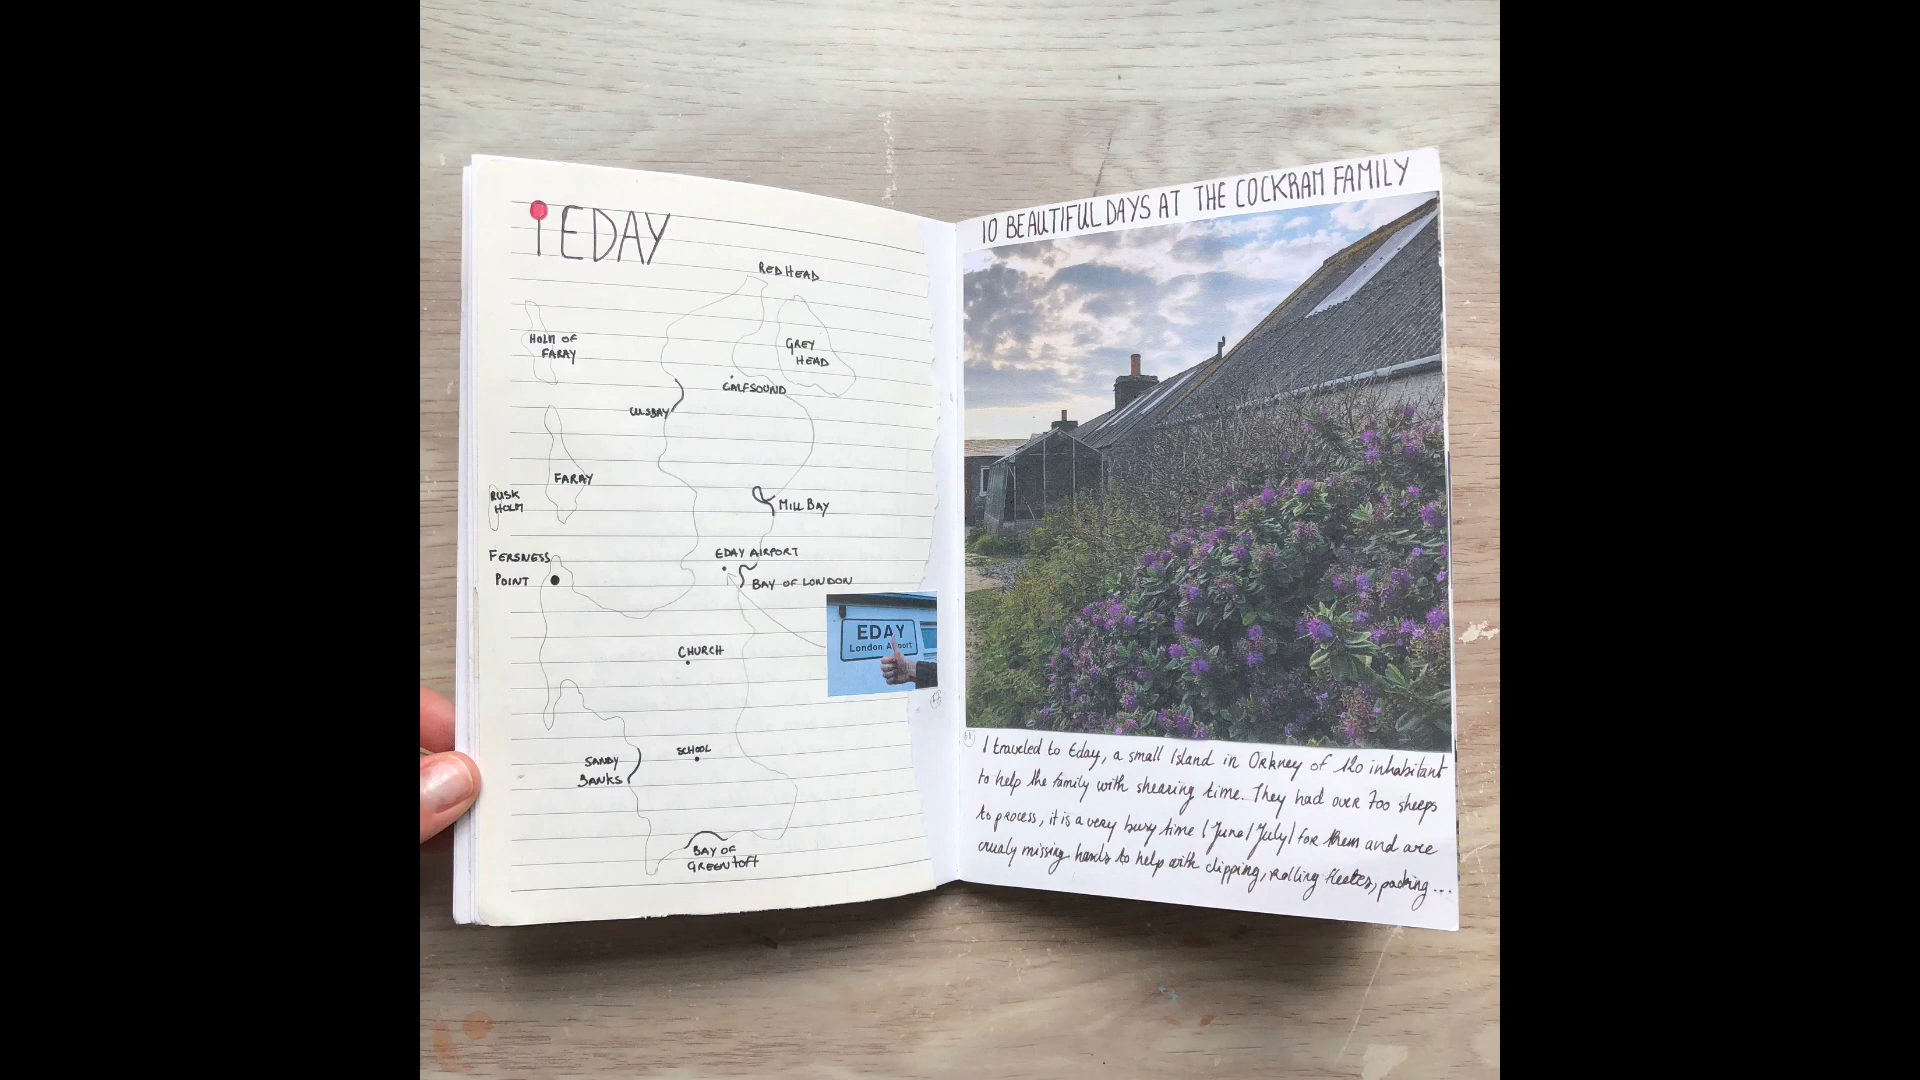 EDAY
RED HEAD
HOLM OF
FARAY
GREY
HEAD
CALFSOUND
FARAY
RUSK
HOLM
MILL BAY
FERSNESS
POINT
EDAY AIRPORT
BAY OF LONDON
EDAY
London Airport
CHURCH
SCHOOL
SANDY
BANKS
BAY OF
GREENTOFT
10 BEAUTIFUL DAYS AT THE COCKRAM FAMILY
I traveled to Eday, a small Island in Orkney of 120 inhabitant
to help the family with shearing time. They had over 700 sheeps
to process, it is a very busy time (June/July) for them and are
missing hands to help with clipping, rolling fleeces, packing...